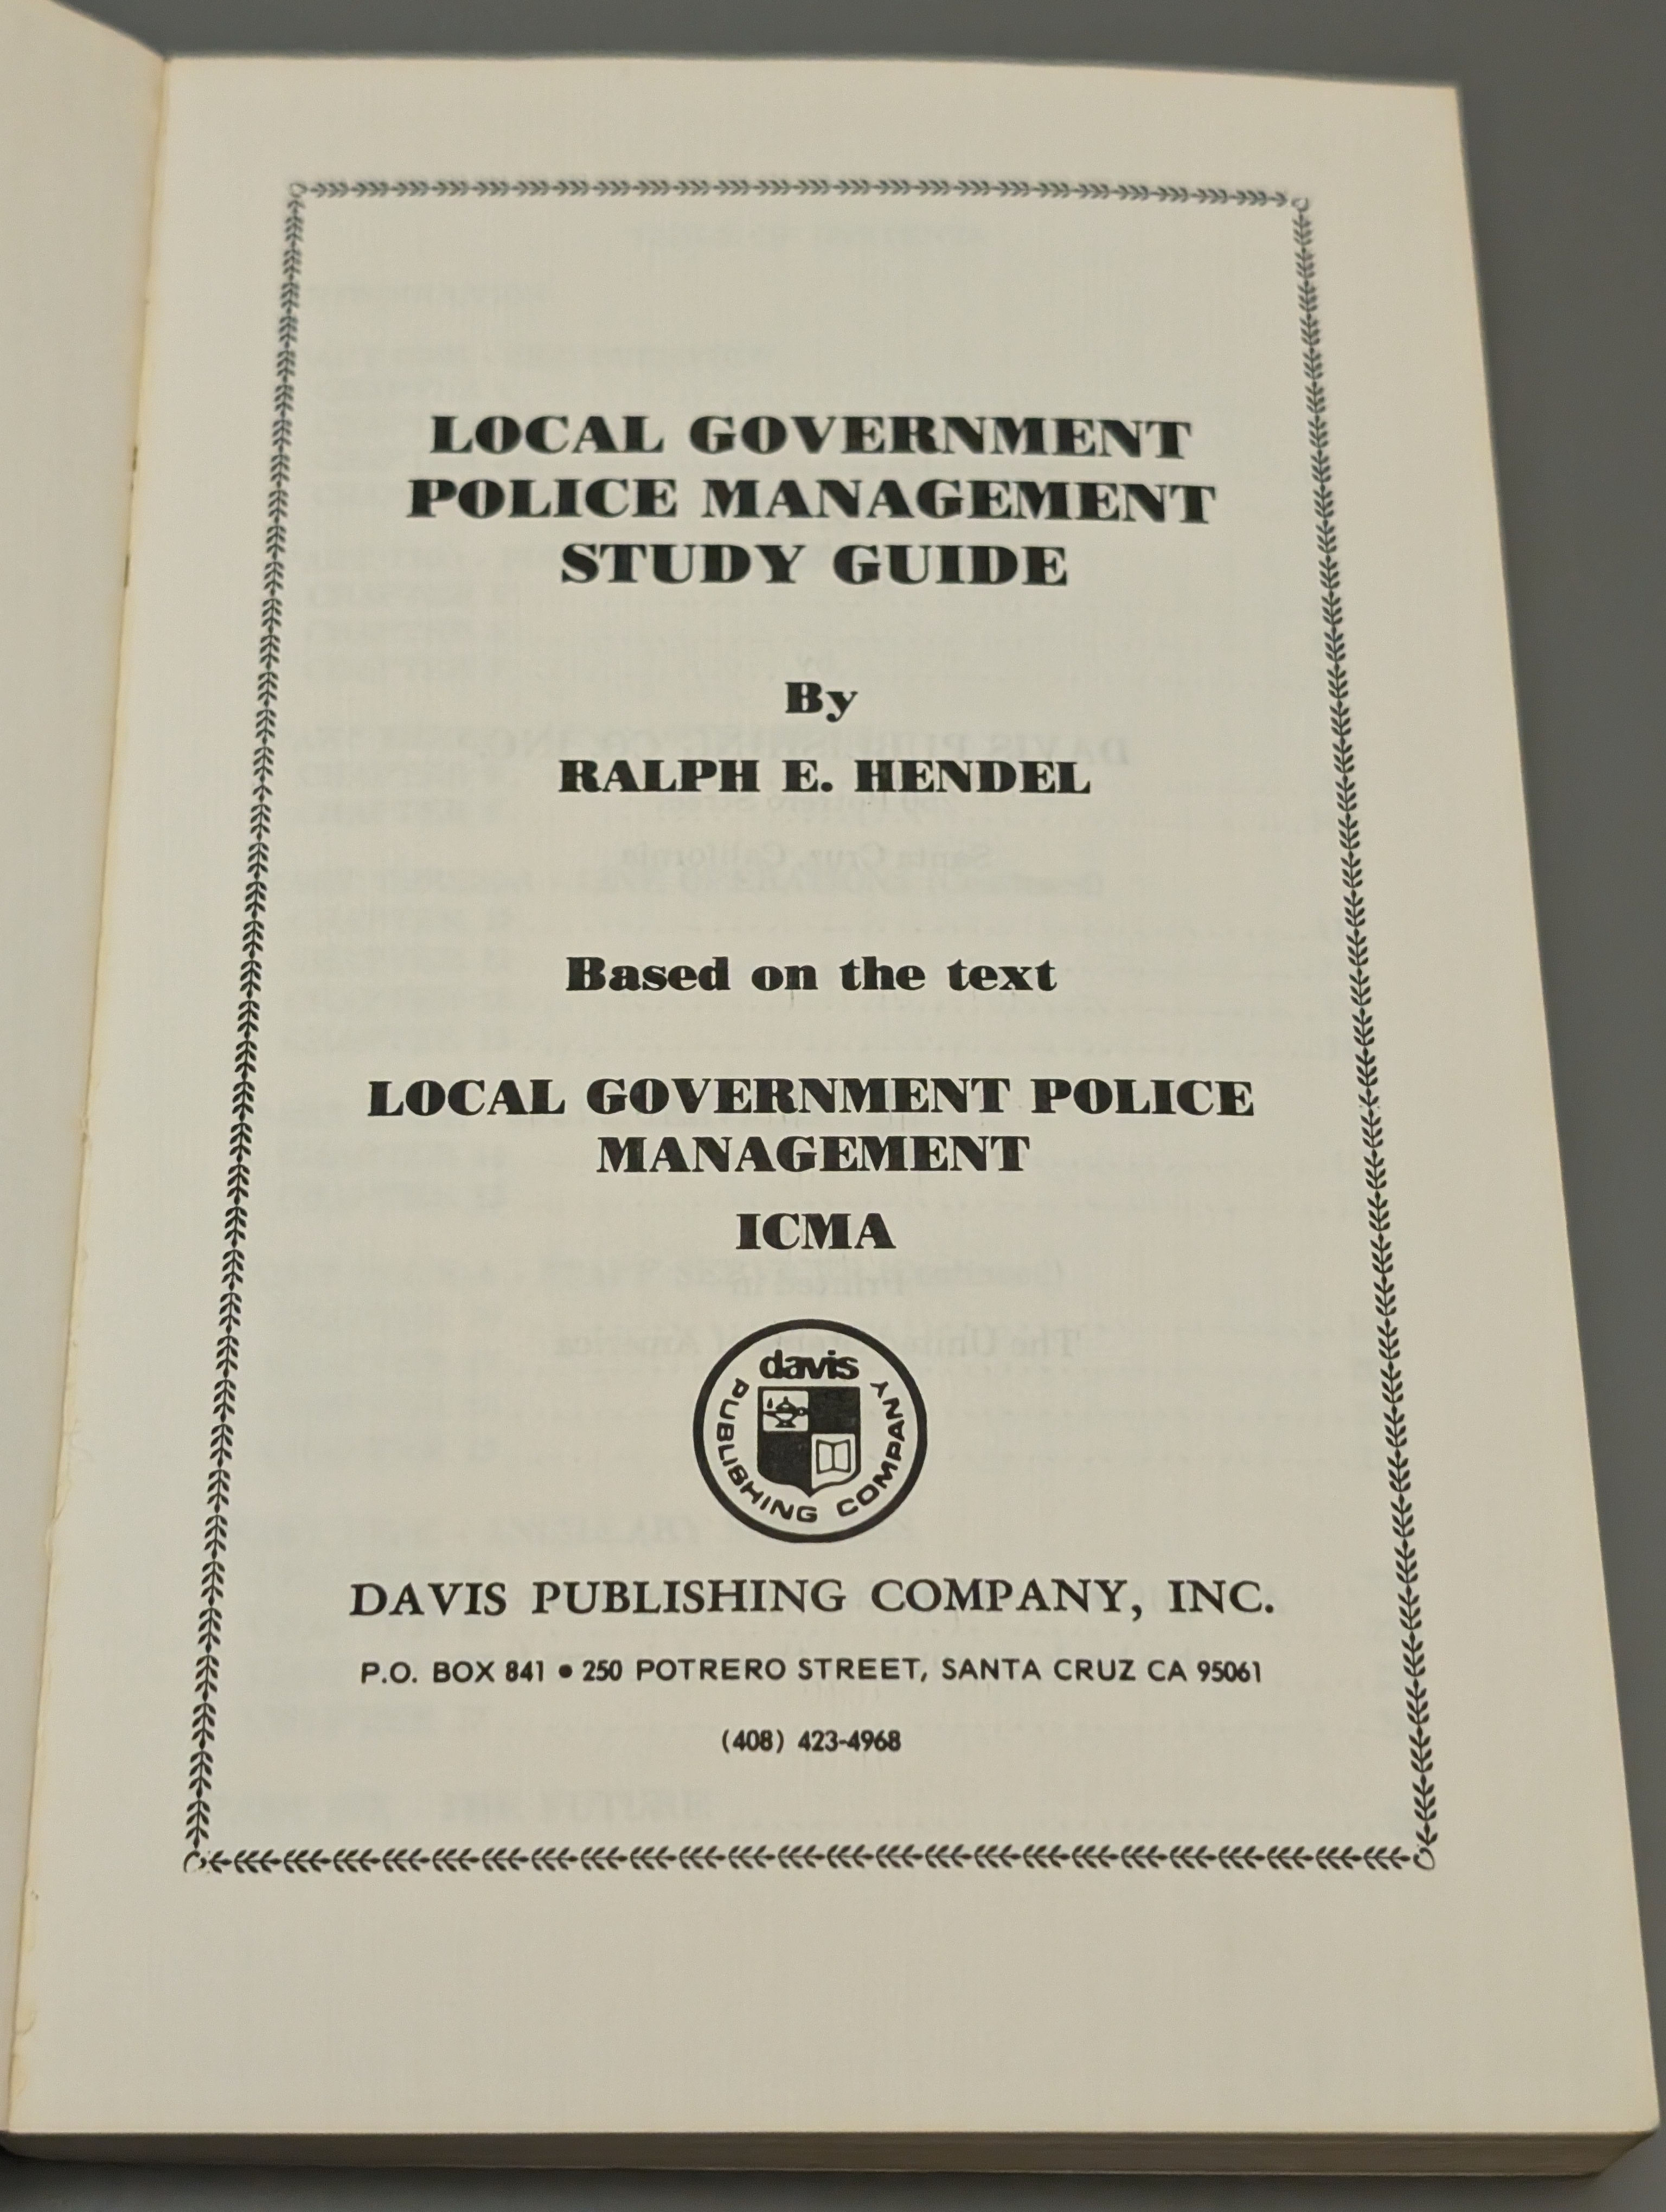 LOCAL GOVERNMENT
POLICE MANAGEMENT
STUDY GUIDE
By
RALPH E. HENDEL
Based on the text
LOCAL GOVERNMENT POLICE
MANAGEMENT
ICMA
davis
PUBLISHING COMPANY
DAVIS PUBLISHING COMPANY, INC.
P.O. BOX 841 • 250 POTRERO STREET, SANTA CRUZ CA 95061
(408) 423-4968